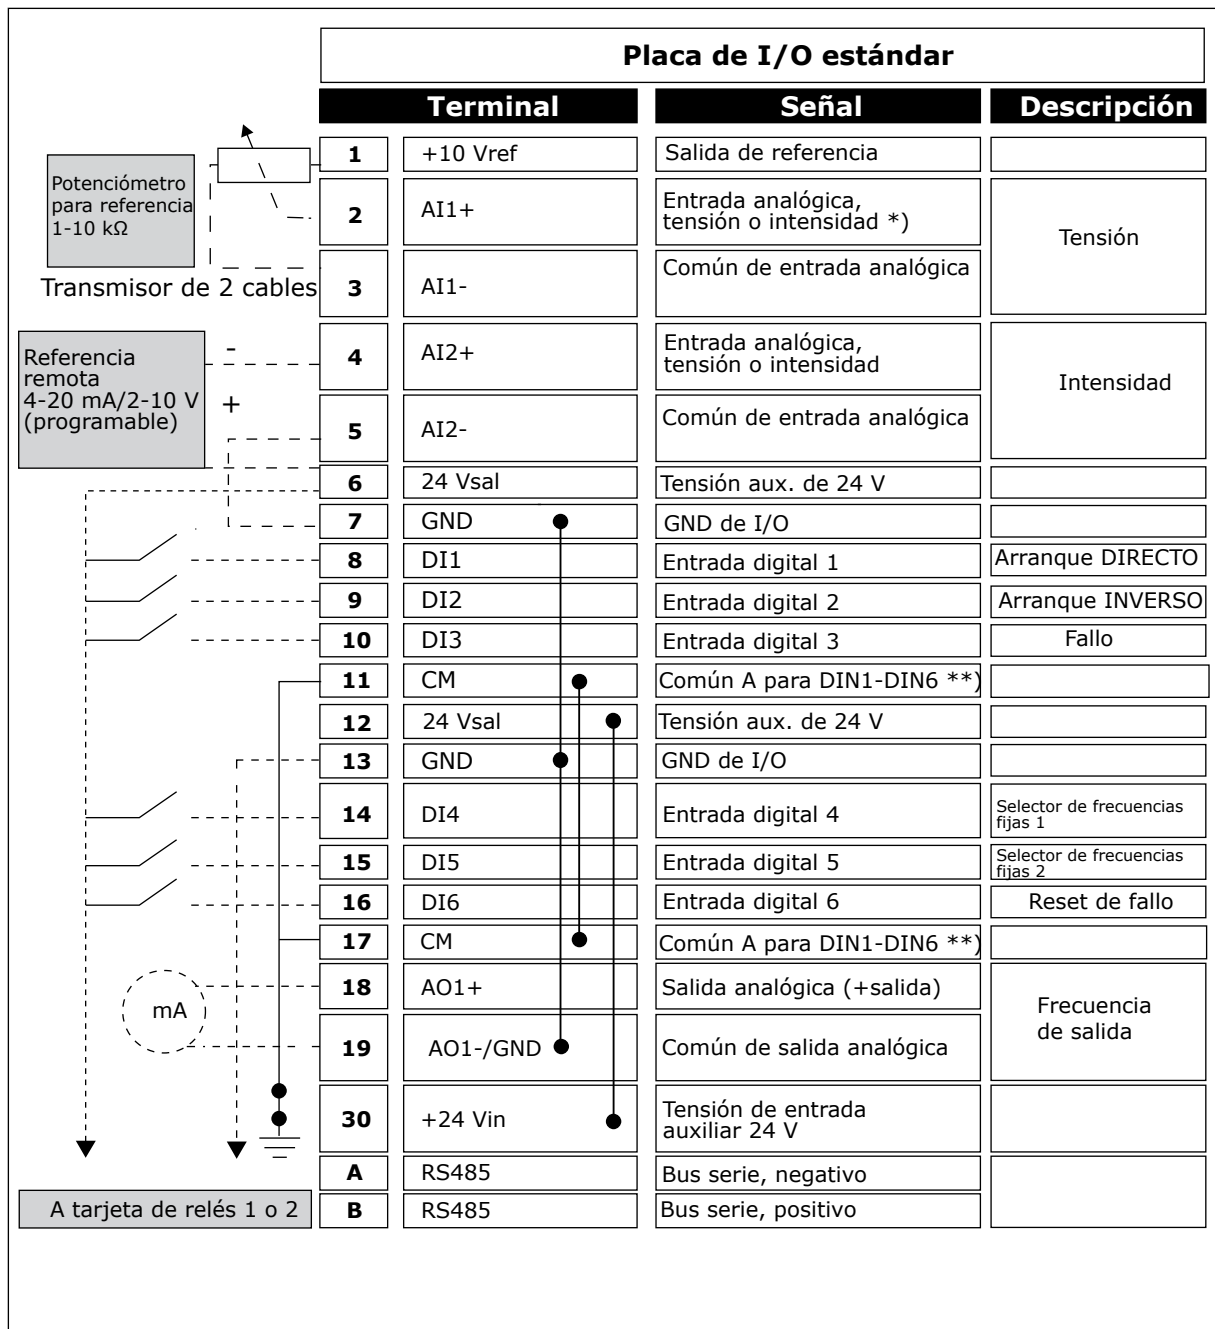 Placa de I/O estándar
Terminal Señal Descripción
1 +10 Vref Salida de referencia
Potenciómetro
para referencia
1-10 kΩ
2 AI1+ Entrada analógica,
tensión o intensidad *)
Tensión
Transmisor de 2 cables
3 AI1- Común de entrada analógica
Referencia
remota
4-20 mA/2-10 V
(programable)
-
+
4 AI2+ Entrada analógica,
tensión o intensidad
Intensidad
5 AI2- Común de entrada analógica
6 24 Vsal Tensión aux. de 24 V
7 GND GND de I/O
8 DI1 Entrada digital 1 Arranque DIRECTO
9 DI2 Entrada digital 2 Arranque INVERSO
10 DI3 Entrada digital 3 Fallo
11 CM Común A para DIN1-DIN6 **)
12 24 Vsal Tensión aux. de 24 V
13 GND GND de I/O
14 DI4 Entrada digital 4 Selector de frecuencias
fijas 1
15 DI5 Entrada digital 5 Selector de frecuencias
fijas 2
16 DI6 Entrada digital 6 Reset de fallo
17 CM Común A para DIN1-DIN6 **)
mA
18 AO1+ Salida analógica (+salida)
Frecuencia
de salida
19 AO1-/GND Común de salida analógica
30 +24 Vin Tensión de entrada
auxiliar 24 V
A RS485 Bus serie, negativo
A tarjeta de relés 1 o 2
B RS485 Bus serie, positivo